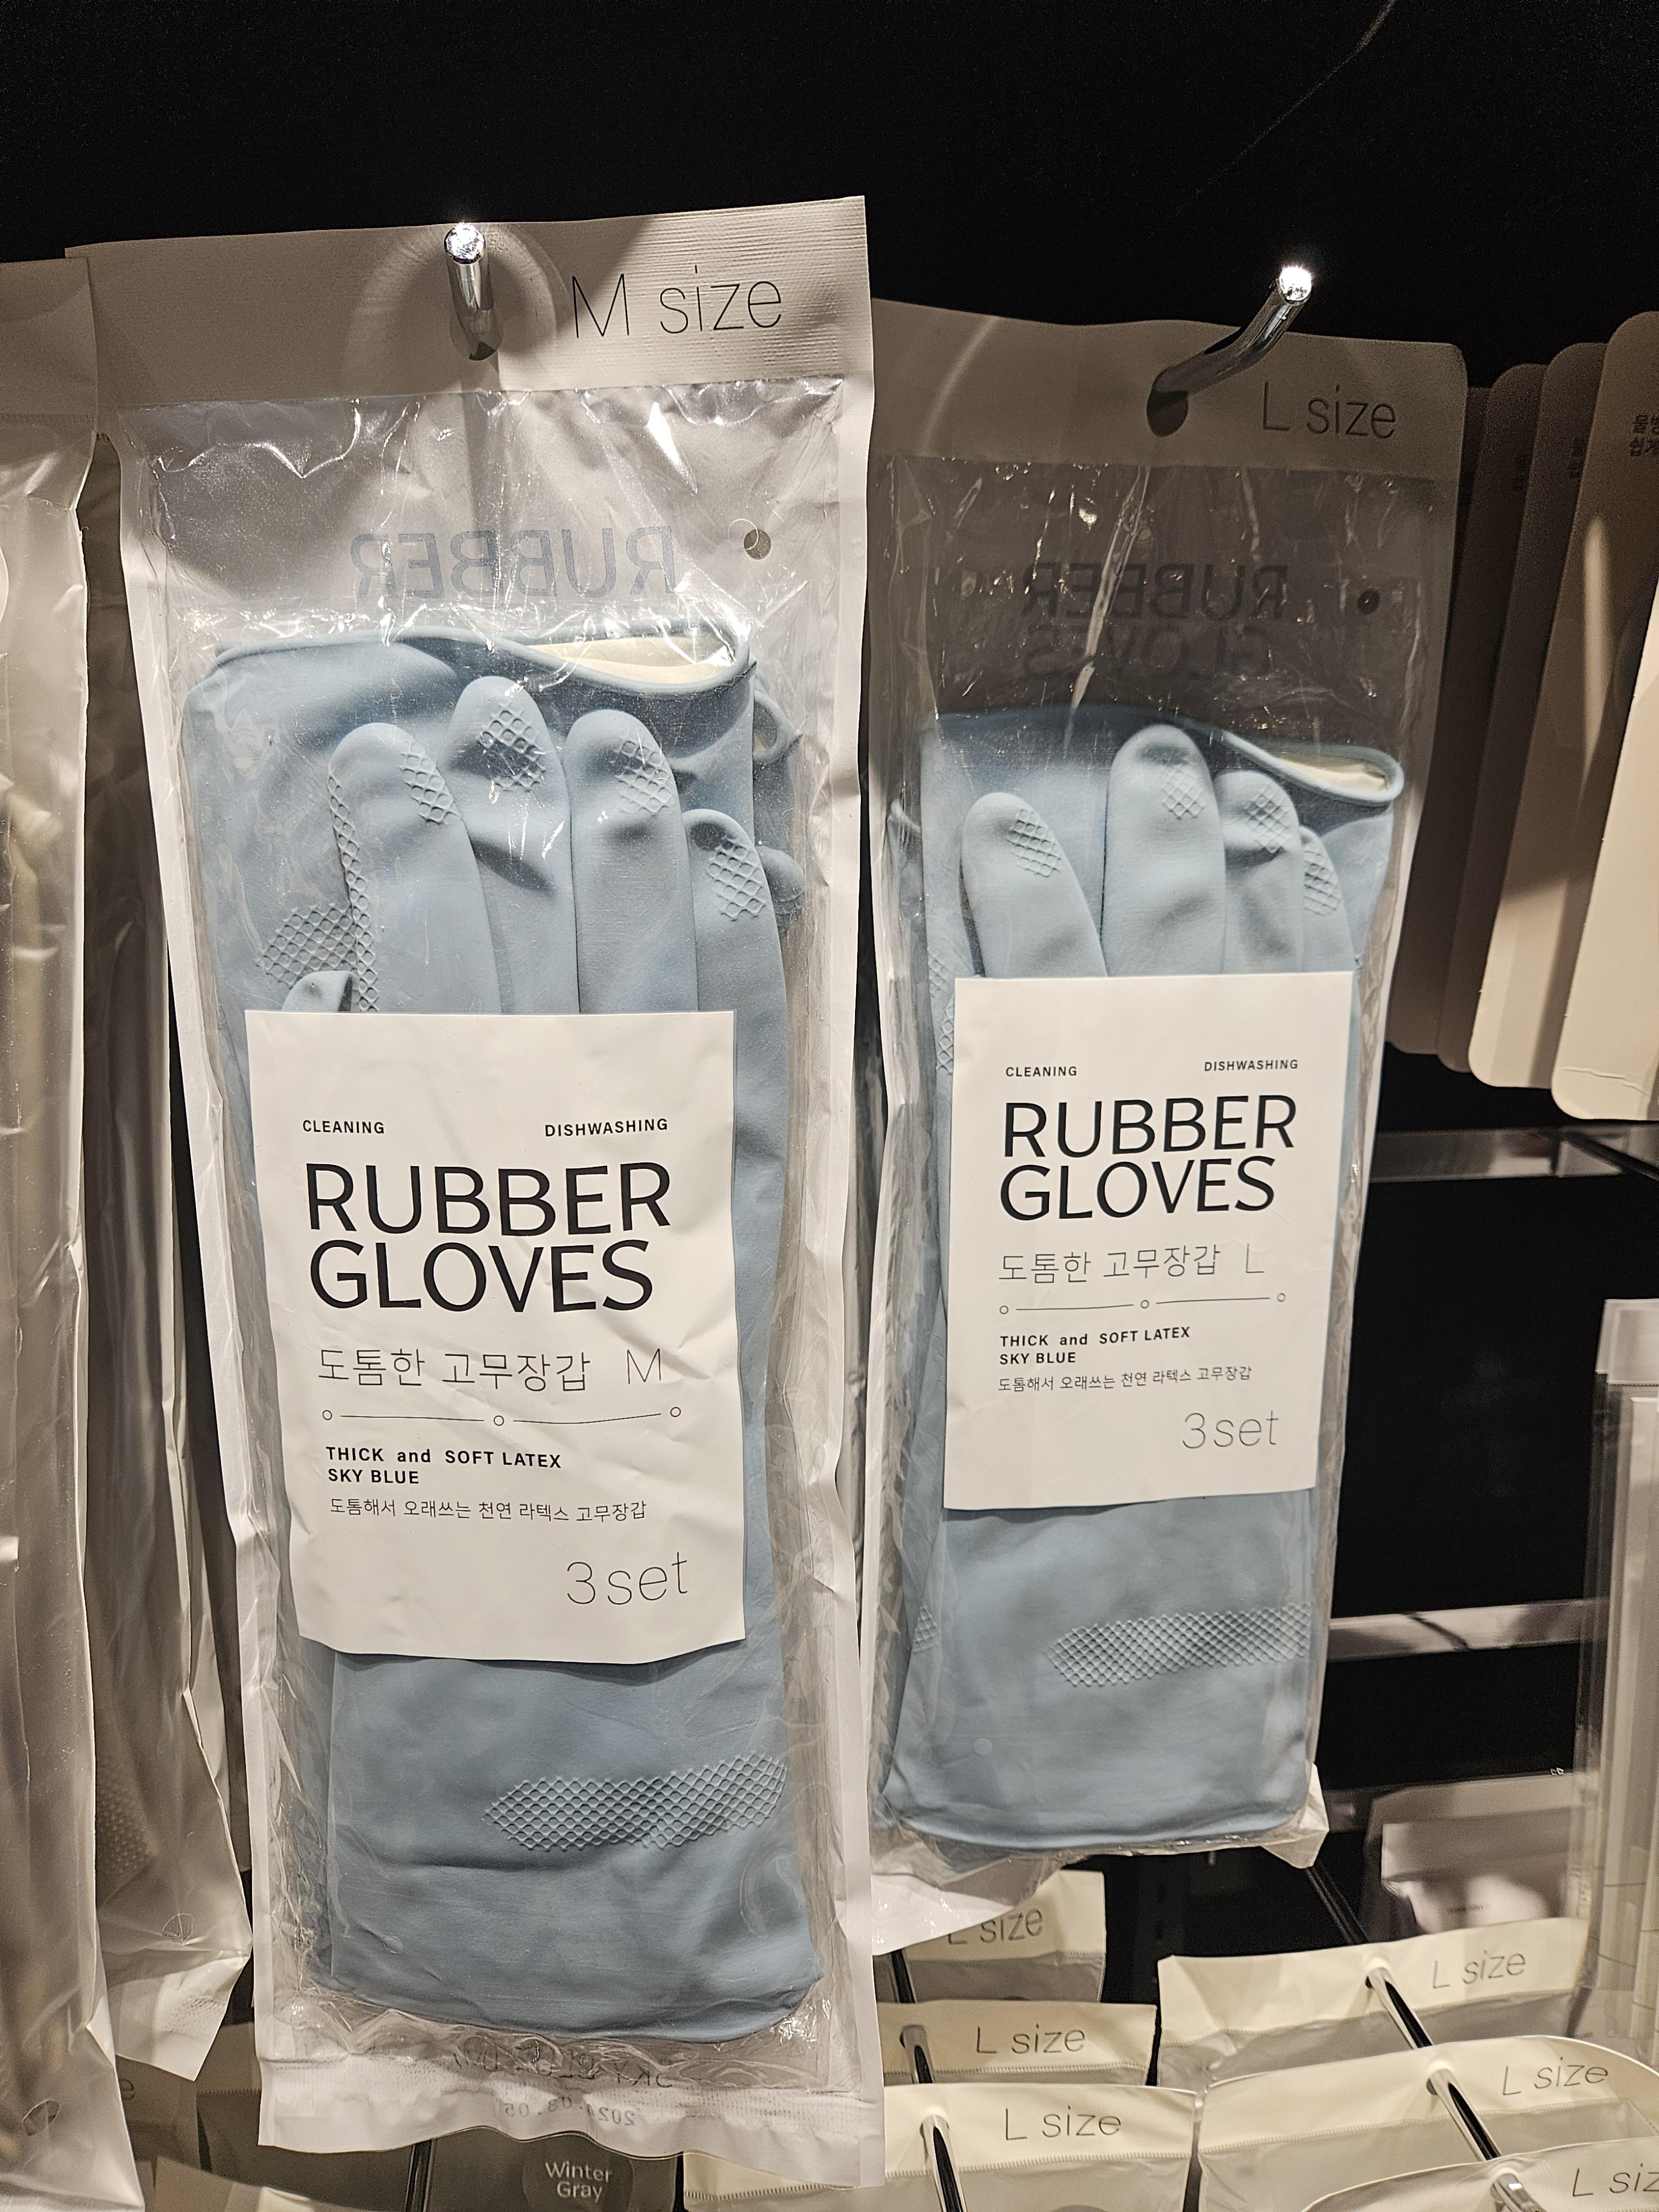 M size
RUBBER
CLEANING DISHWASHING
RUBBER
GLOVES
도톰한 고무장갑 M
THICK and SOFT LATEX
SKY BLUE
도톰해서 오래쓰는 천연 라텍스 고무장갑
3set
2024.03.05
L size
RUBBER
GLOVES
CLEANING DISHWASHING
RUBBER
GLOVES
도톰한 고무장갑 L
THICK and SOFT LATEX
SKY BLUE
도톰해서 오래쓰는 천연 라텍스 고무장갑
3set
L size
L size
L size
L size
L size
Winter
Gray